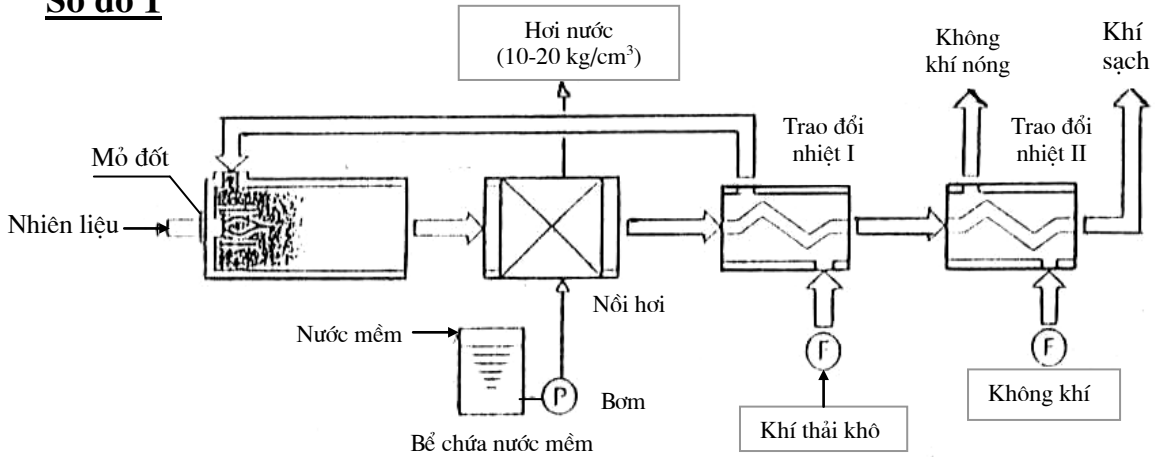 Sơ đồ 1
Hơi nước
(10-20 kg/cm³)
Không
khí nóng
Khí
sạch
Trao đổi
nhiệt I
Trao đổi
nhiệt II
Mỏ đốt
Nhiên liệu
Nồi hơi
Nước mềm
P
Bơm
Bể chứa nước mềm
F
Khí thải khô
F
Không khí